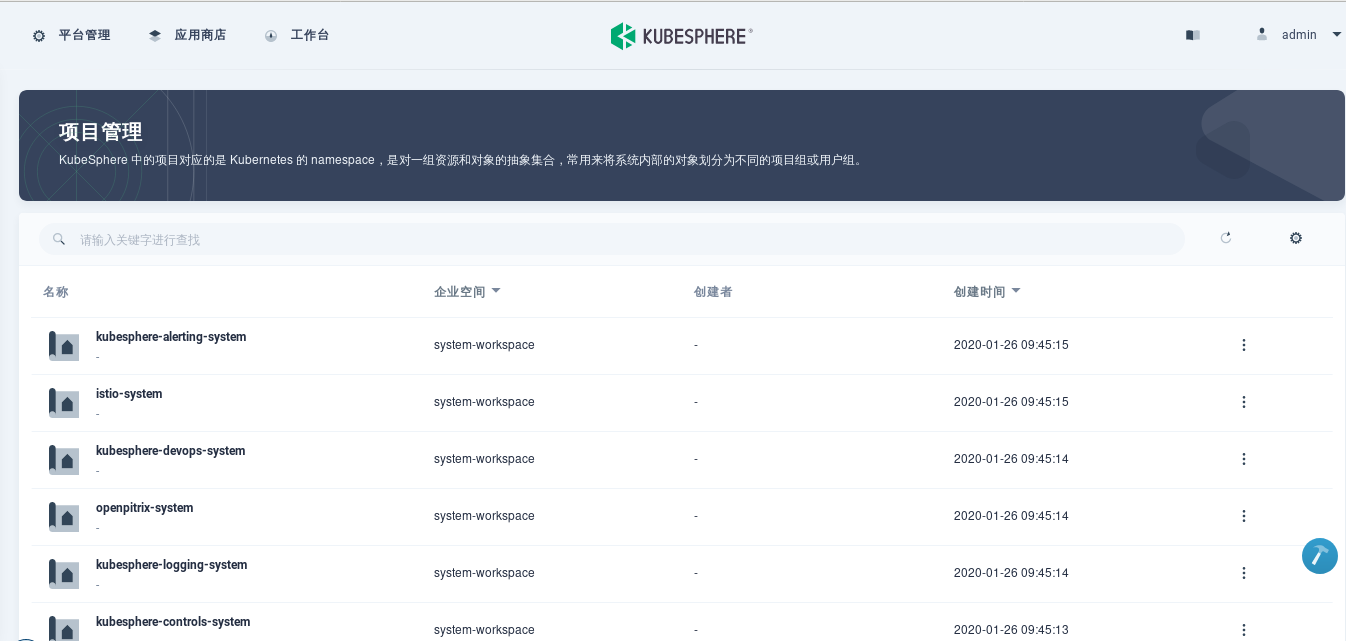 平台管理 应用商店 工作台 KUBESPHERE® admin
项目管理
KubeSphere 中的项目对应的是 Kubernetes 的 namespace，是对一组资源和对象的抽象集合，常用来将系统内部的对象划分为不同的项目组或用户组。
请输入关键字进行查找
名称 企业空间 创建者 创建时间
kubesphere-alerting-system
-
system-workspace - 2020-01-26 09:45:15
istio-system
-
system-workspace - 2020-01-26 09:45:15
kubesphere-devops-system
-
system-workspace - 2020-01-26 09:45:14
openpitrix-system
-
system-workspace - 2020-01-26 09:45:14
kubesphere-logging-system
-
system-workspace - 2020-01-26 09:45:14
kubesphere-controls-system
system-workspace - 2020-01-26 09:45:13